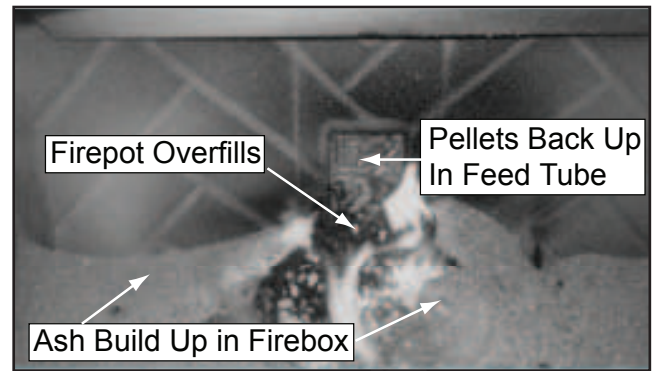 Firepot Overfills
Pellets Back Up
In Feed Tube
Ash Build Up in Firebox